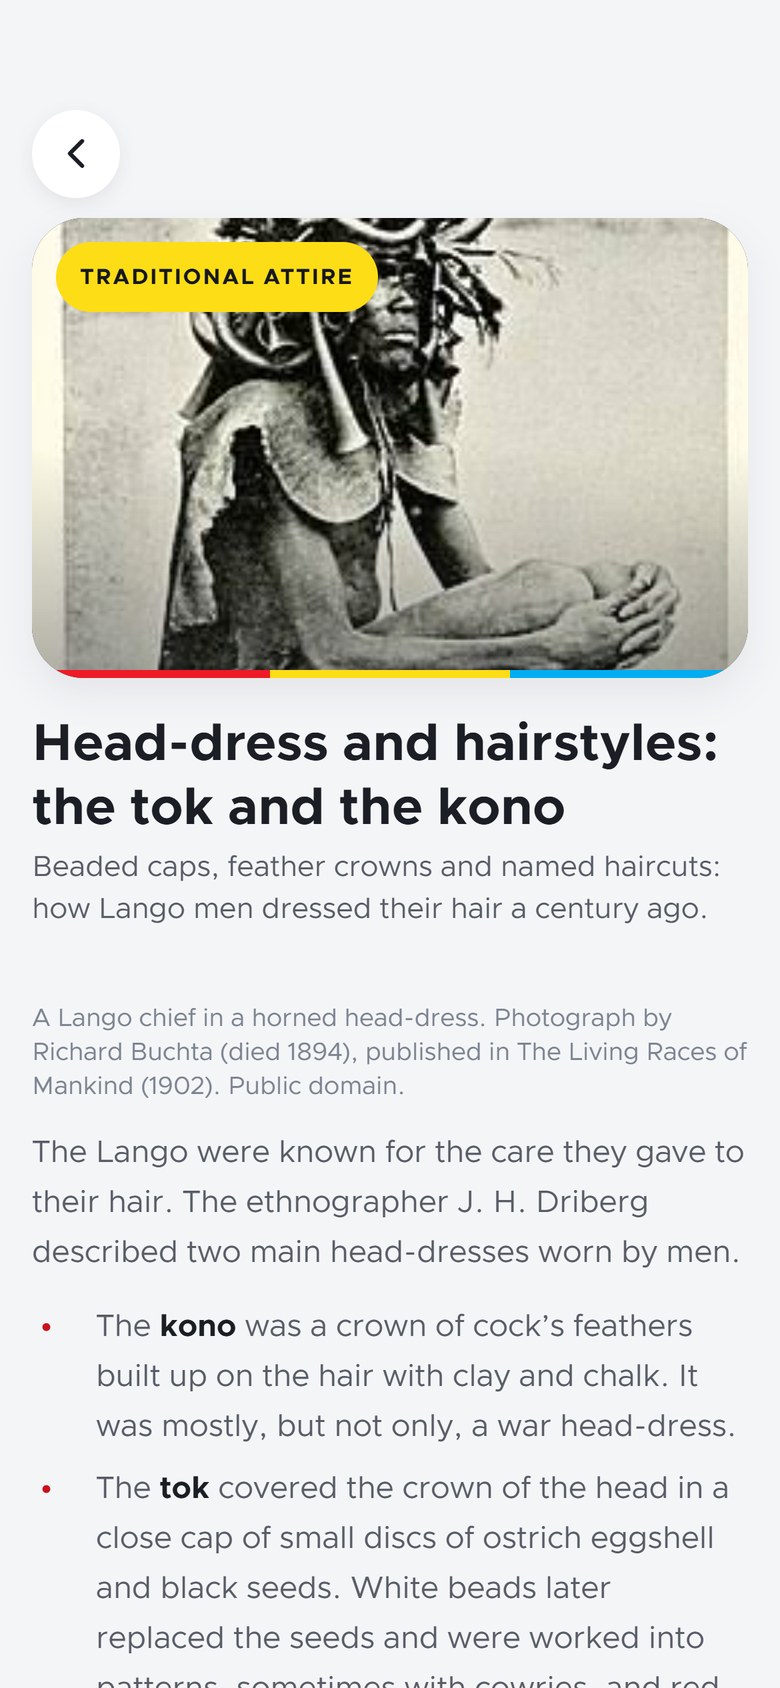 TRADITIONAL ATTIRE
Head-dress and hairstyles:
the tok and the kono
Beaded caps, feather crowns and named haircuts:
how Lango men dressed their hair a century ago.
A Lango chief in a horned head-dress. Photograph by
Richard Buchta (died 1894), published in The Living Races of
Mankind (1902). Public domain.
The Lango were known for the care they gave to
their hair. The ethnographer J. H. Driberg
described two main head-dresses worn by men.
• The kono was a crown of cock’s feathers
built up on the hair with clay and chalk. It
was mostly, but not only, a war head-dress.
• The tok covered the crown of the head in a
close cap of small discs of ostrich eggshell
and black seeds. White beads later
replaced the seeds and were worked into
patterns, sometimes with cowries, and red